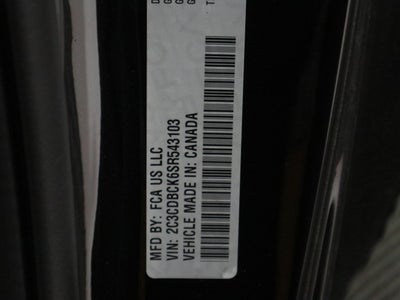 MFD BY: FCA US LLC
VIN: 2C3CDBCK6SR543103
VEHICLE MADE IN: CANADA